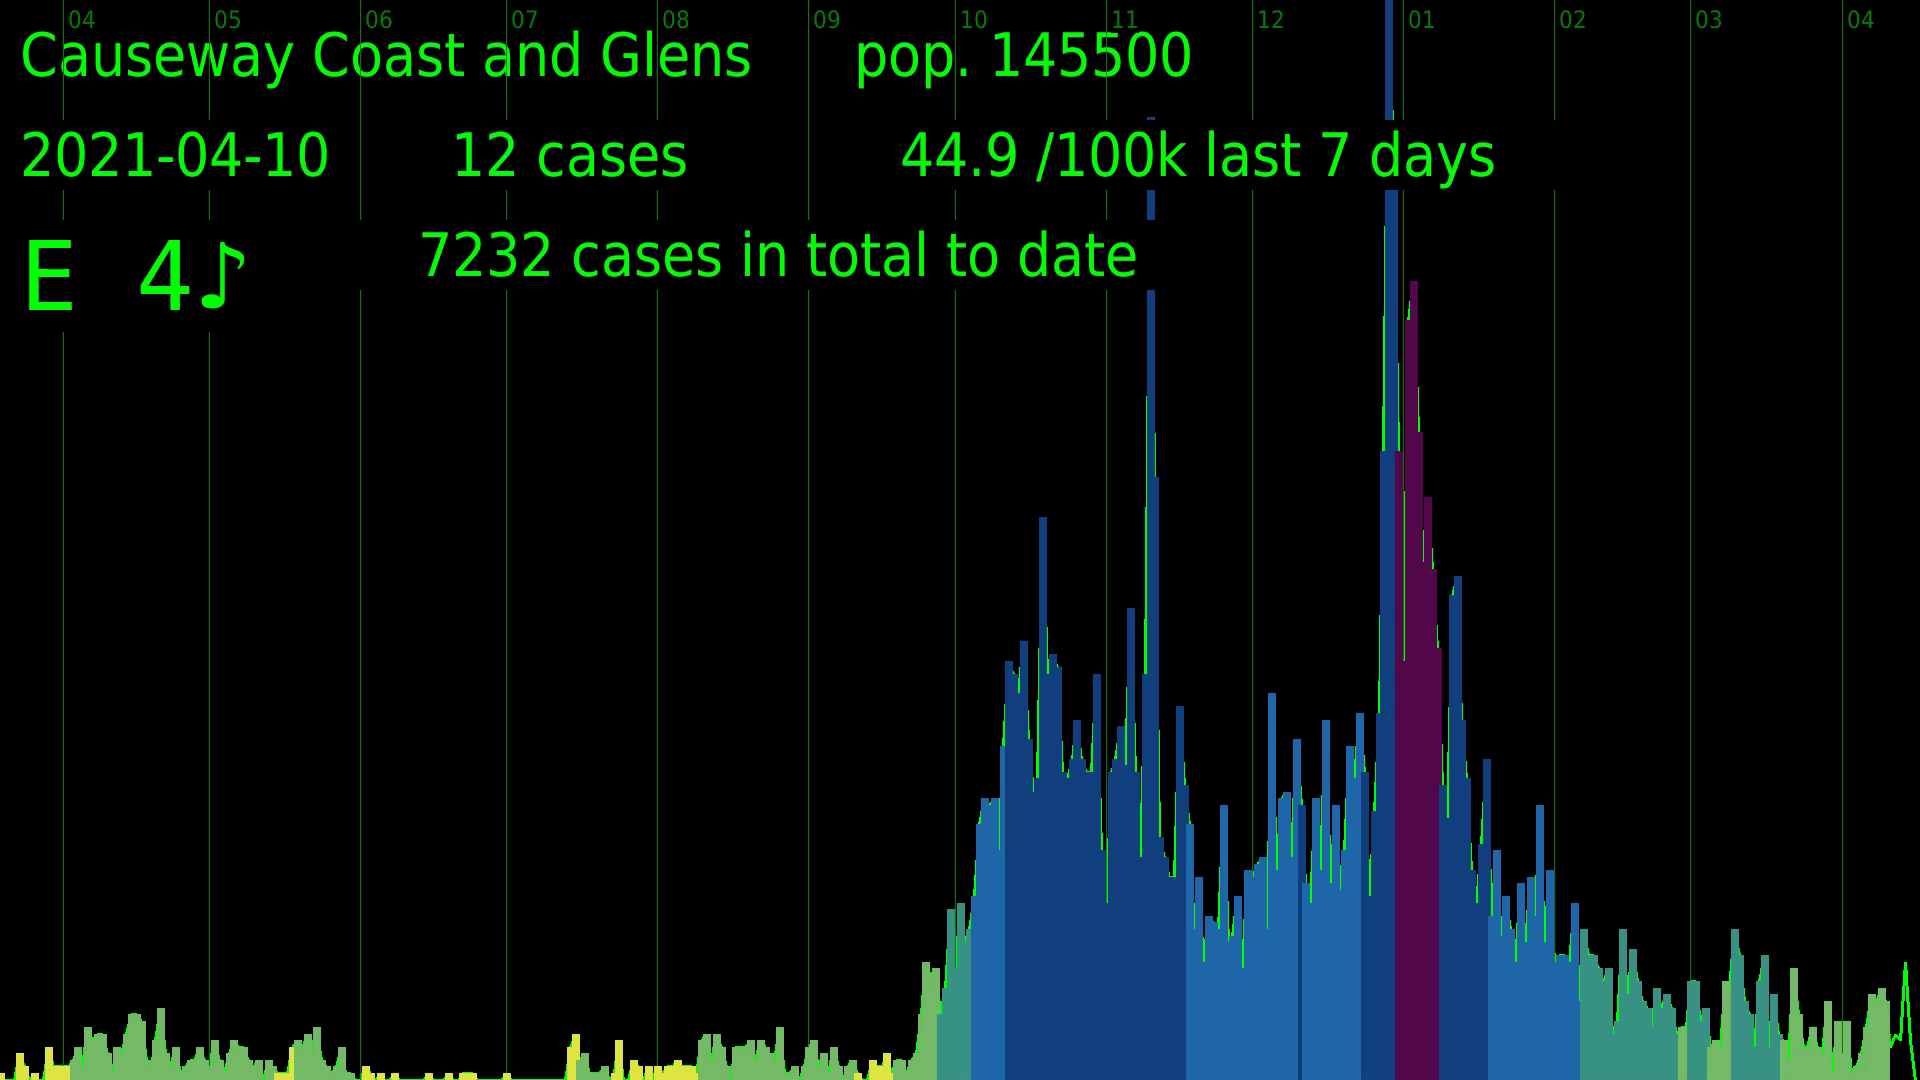 04 05 06 07 08 09 10 11 12 01 02 03 04
Causeway Coast and Glens pop. 145500
2021-04-10 12 cases 44.9 /100k last 7 days
E 4♪ 7232 cases in total to date